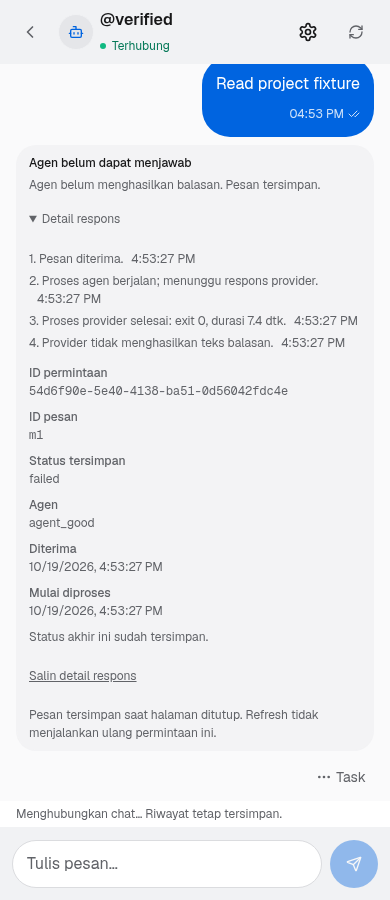 @verified
Terhubung
Read project fixture
04:53 PM
Agen belum dapat menjawab
Agen belum menghasilkan balasan. Pesan tersimpan.
▼ Detail respons
1. Pesan diterima. 4:53:27 PM
2. Proses agen berjalan; menunggu respons provider.
4:53:27 PM
3. Proses provider selesai: exit 0, durasi 7.4 dtk. 4:53:27 PM
4. Provider tidak menghasilkan teks balasan. 4:53:27 PM
ID permintaan
54d6f90e-5e40-4138-ba51-0d56042fdc4e
ID pesan
m1
Status tersimpan
failed
Agen
agent_good
Diterima
10/19/2026, 4:53:27 PM
Mulai diproses
10/19/2026, 4:53:27 PM
Status akhir ini sudah tersimpan.
Salin detail respons
Pesan tersimpan saat halaman ditutup. Refresh tidak
menjalankan ulang permintaan ini.
··· Task
Menghubungkan chat… Riwayat tetap tersimpan.
Tulis pesan…